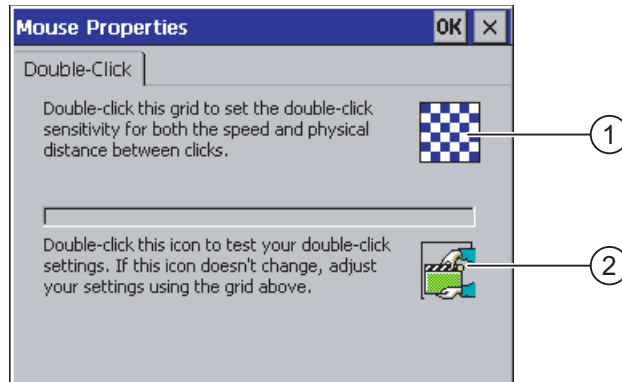 Mouse Properties OK ×
Double-Click
Double-click this grid to set the double-click
sensitivity for both the speed and physical
distance between clicks.
1
Double-click this icon to test your double-click
settings. If this icon doesn't change, adjust
your settings using the grid above.
2